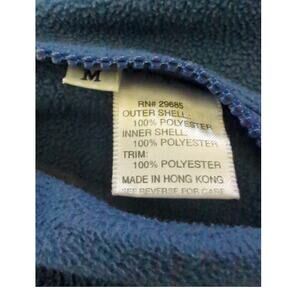 M
RN# 29685
OUTER SHELL:
100% POLYESTER
INNER SHELL:
100% POLYESTER
TRIM:
100% POLYESTER
MADE IN HONG KONG
SEE REVERSE FOR CARE